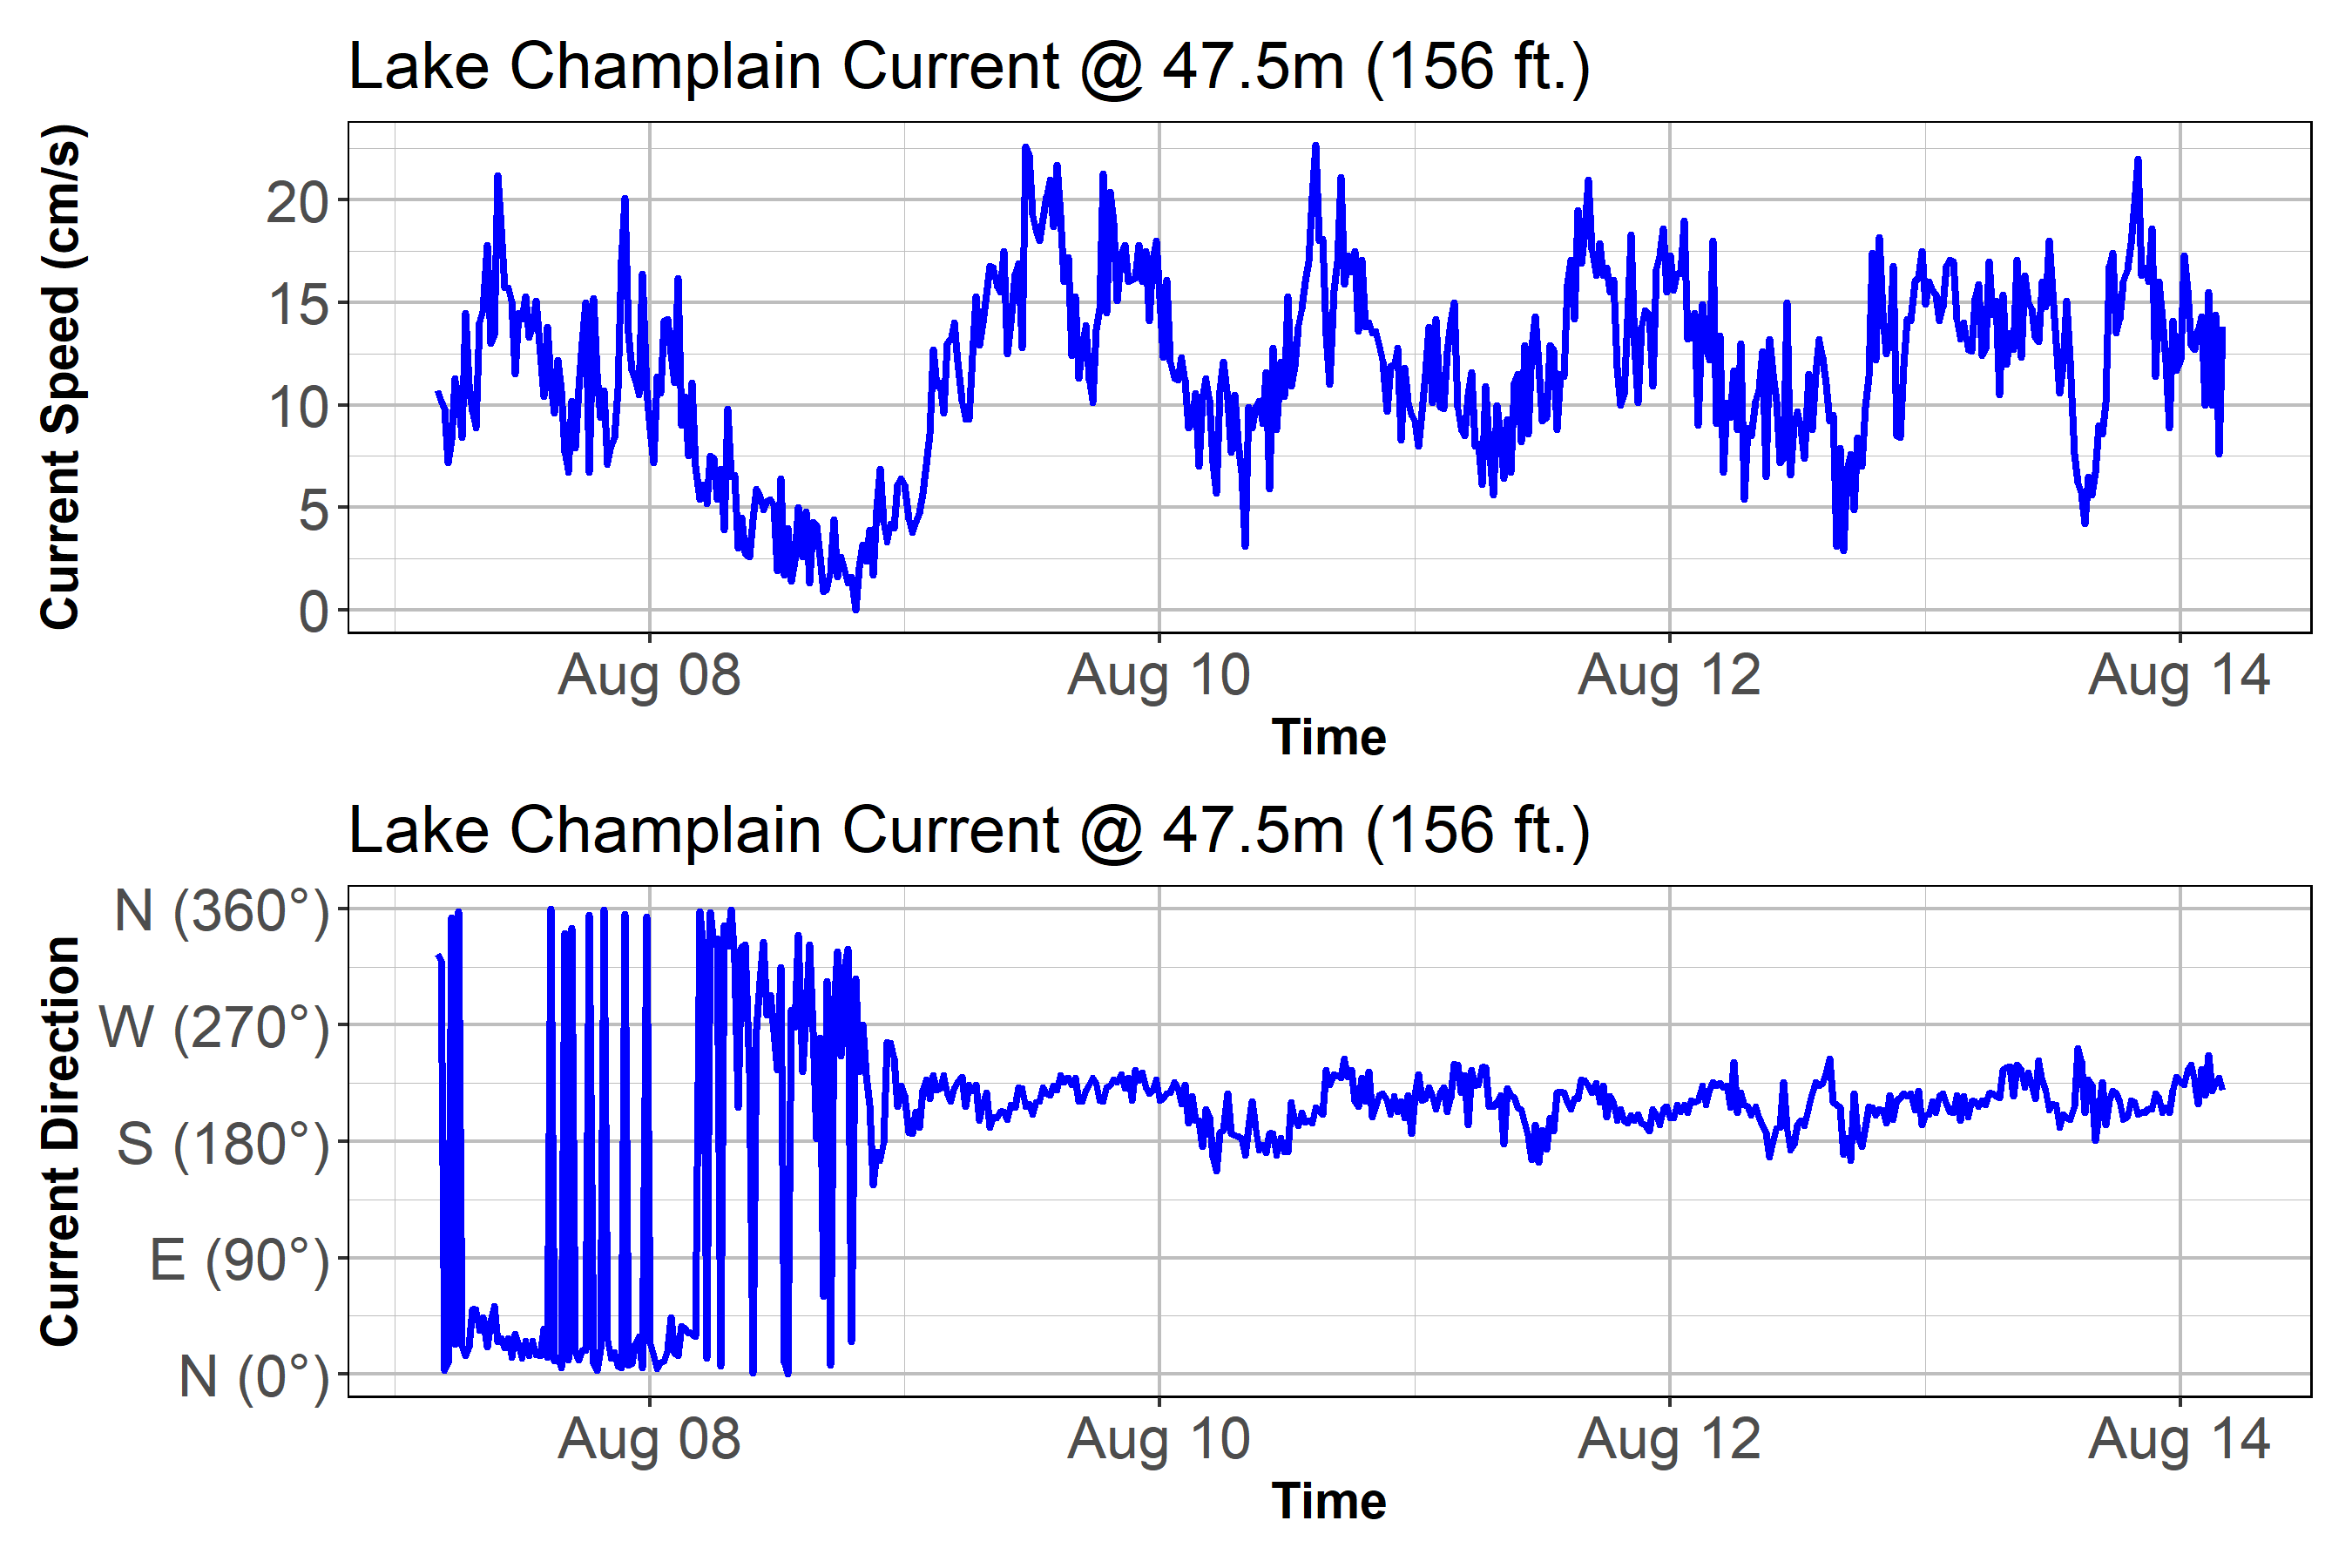 Lake Champlain Current @ 47.5m (156 ft.)
Current Speed (cm/s)
20
15
10
5
0
Aug 08 Aug 10 Aug 12 Aug 14
Time
Lake Champlain Current @ 47.5m (156 ft.)
Current Direction
N (360°)
W (270°)
S (180°)
E (90°)
N (0°)
Aug 08 Aug 10 Aug 12 Aug 14
Time